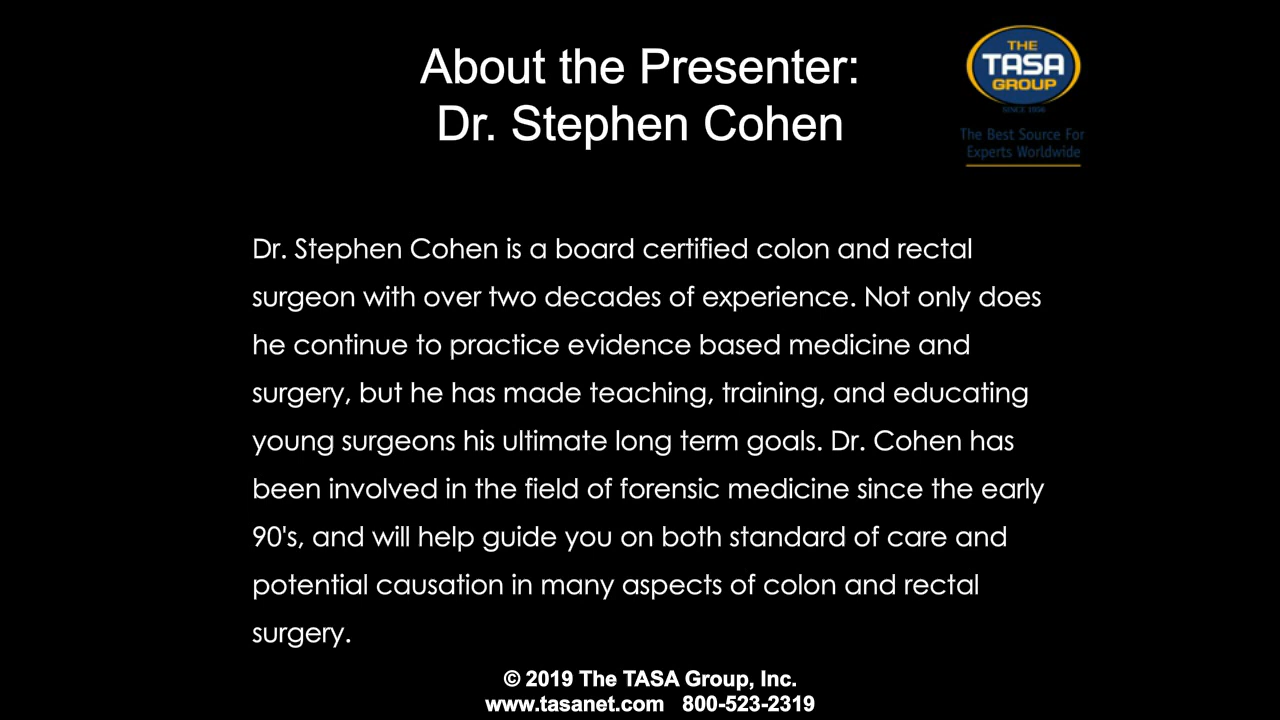 About the Presenter:
Dr. Stephen Cohen
THE
TASA
GROUP
SINCE 1956
The Best Source For
Experts Worldwide
Dr. Stephen Cohen is a board certified colon and rectal
surgeon with over two decades of experience. Not only does
he continue to practice evidence based medicine and
surgery, but he has made teaching, training, and educating
young surgeons his ultimate long term goals. Dr. Cohen has
been involved in the field of forensic medicine since the early
90's, and will help guide you on both standard of care and
potential causation in many aspects of colon and rectal
surgery.
© 2019 The TASA Group, Inc.
www.tasanet.com 800-523-2319